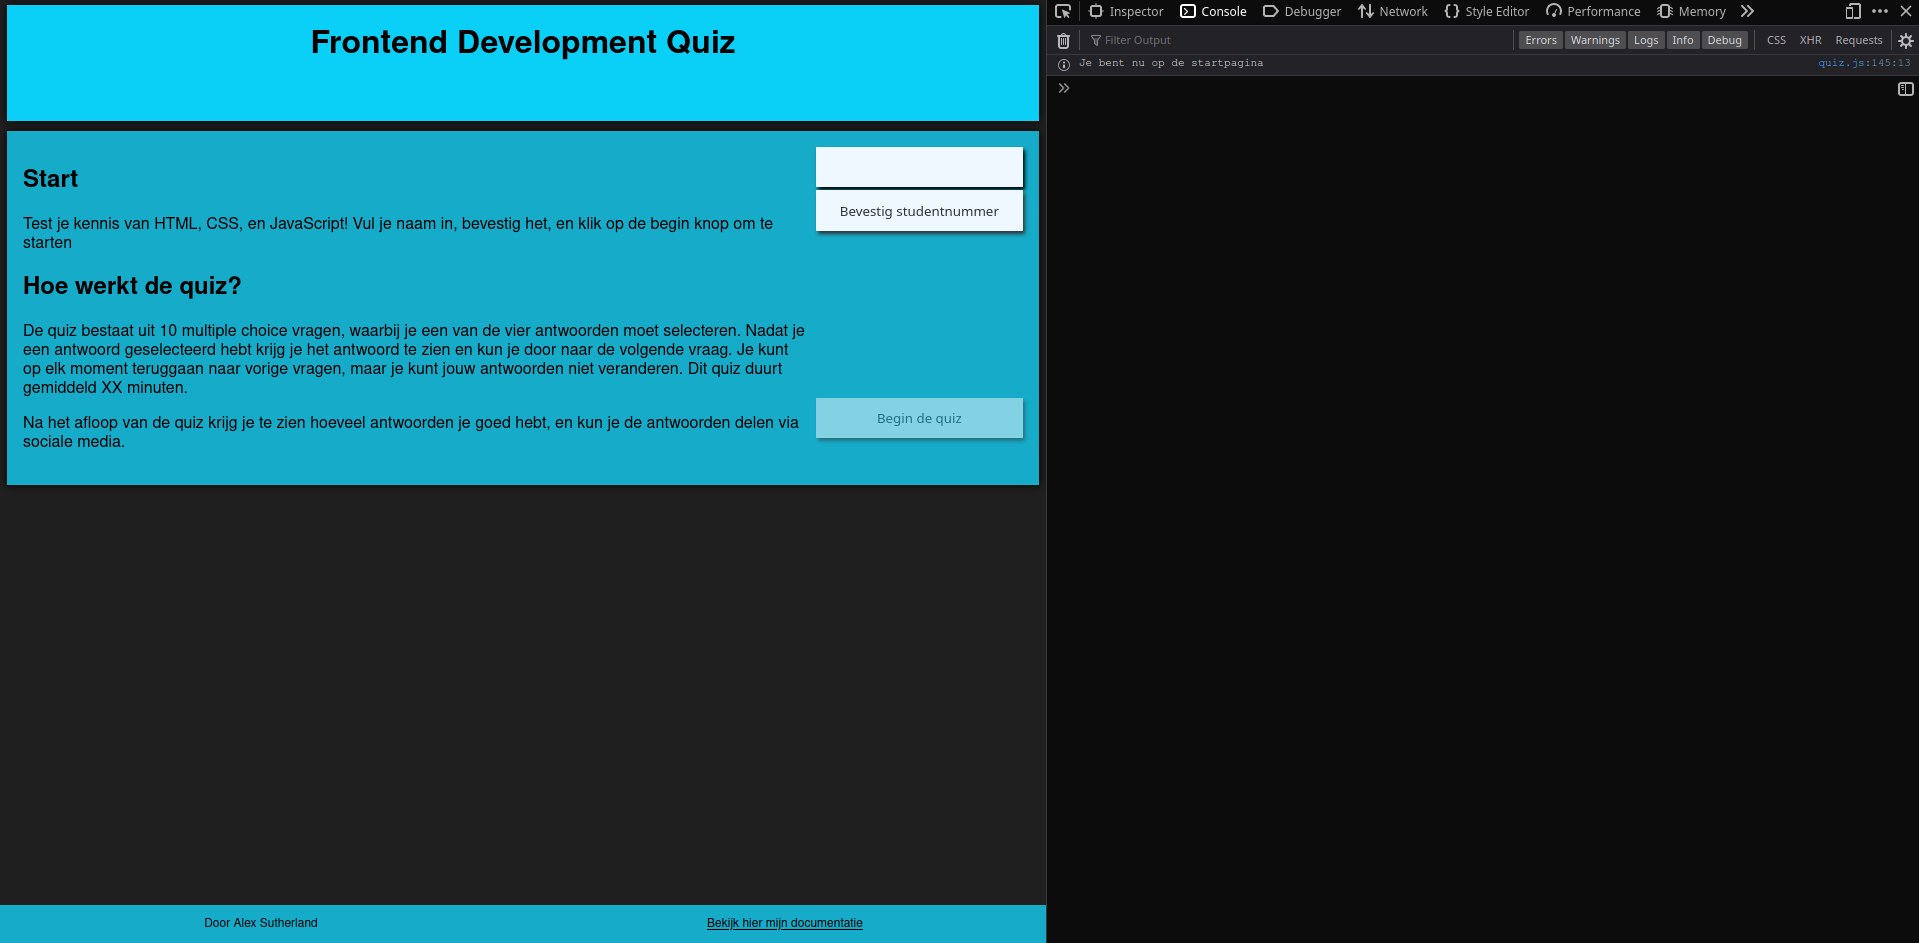 Frontend Development Quiz
Start
Test je kennis van HTML, CSS, en JavaScript! Vul je naam in, bevestig het, en klik op de begin knop om te
starten
Hoe werkt de quiz?
De quiz bestaat uit 10 multiple choice vragen, waarbij je een van de vier antwoorden moet selecteren. Nadat je
een antwoord geselecteerd hebt krijg je het antwoord te zien en kun je door naar de volgende vraag. Je kunt
op elk moment teruggaan naar vorige vragen, maar je kunt jouw antwoorden niet veranderen. Dit quiz duurt
gemiddeld XX minuten.
Na het afloop van de quiz krijg je te zien hoeveel antwoorden je goed hebt, en kun je de antwoorden delen via
sociale media.
Bevestig studentnummer
Begin de quiz
Door Alex Sutherland
Bekijk hier mijn documentatie
Inspector Console Debugger Network Style Editor Performance Memory
Filter Output Errors Warnings Logs Info Debug CSS XHR Requests
Je bent nu op de startpagina quiz.js:145:13